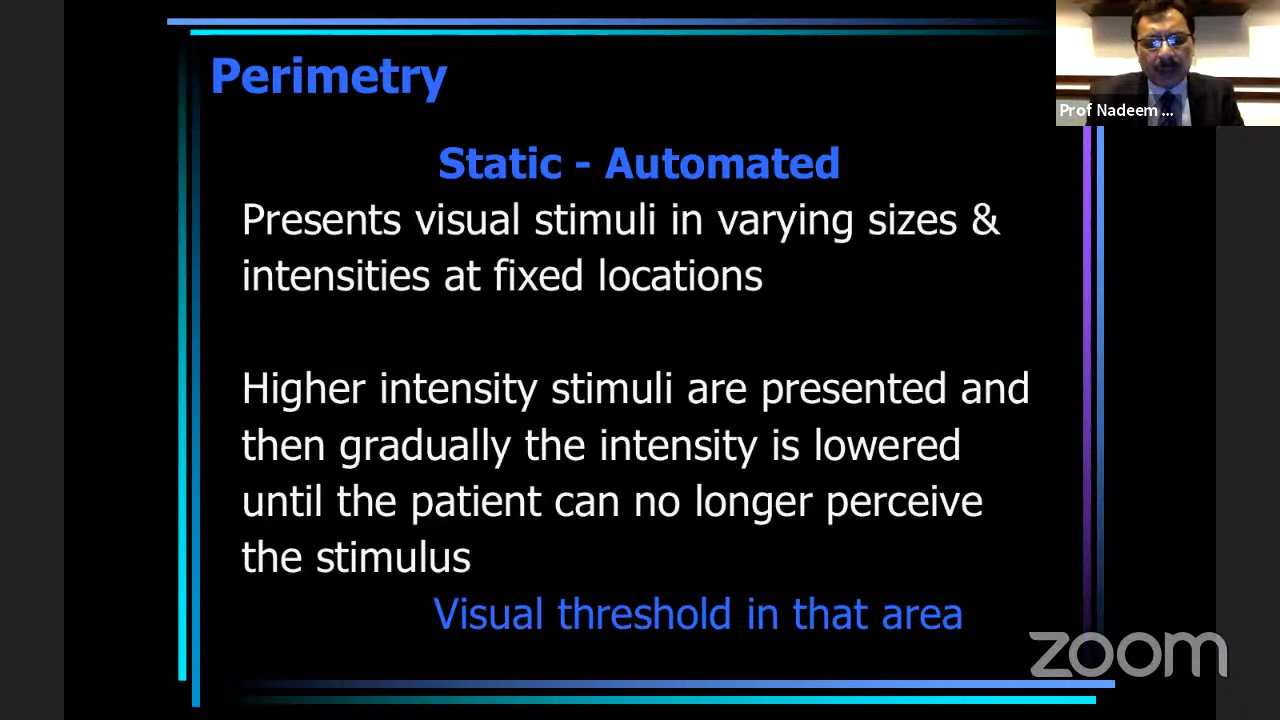 Perimetry
Prof Nadeem ...
Static - Automated
Presents visual stimuli in varying sizes &
intensities at fixed locations
Higher intensity stimuli are presented and
then gradually the intensity is lowered
until the patient can no longer perceive
the stimulus
Visual threshold in that area
zoom